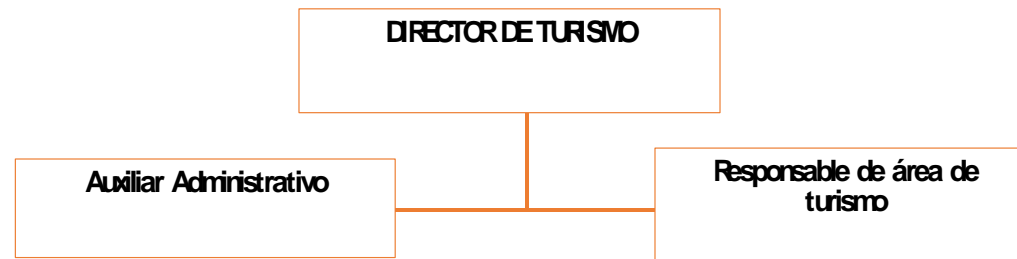 DIRECTOR DE TURISMO
Auxiliar Administrativo
Responsable de área de
turismo